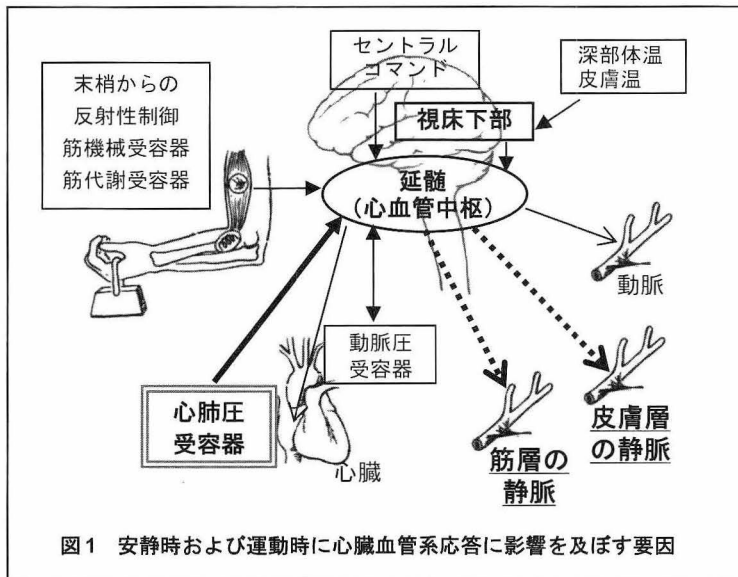 セントラル
コマンド
深部体温
皮膚温
末梢からの
反射性制御
筋機械受容器
筋代謝受容器
視床下部
延髄
（心血管中枢）
動脈
動脈圧
受容器
心肺圧
受容器
心臓
筋層の
静脈
皮膚層
の静脈
図１　安静時および運動時に心臓血管系応答に影響を及ぼす要因